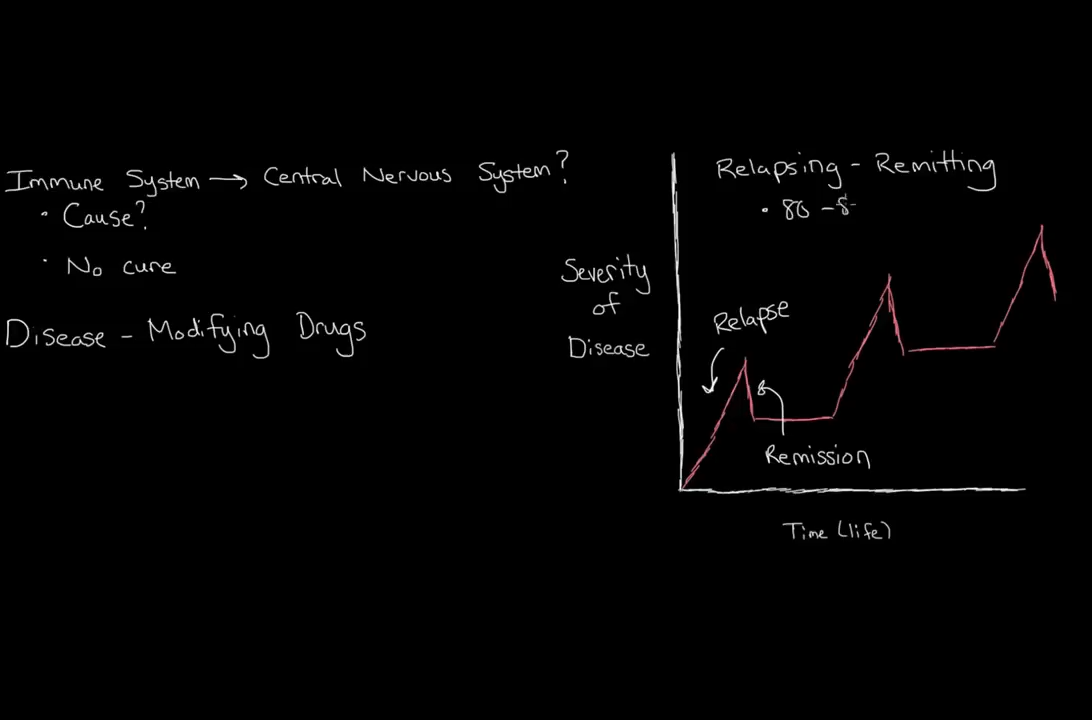 Immune System → Central Nervous System?
• Cause?
• No cure
Disease - Modifying Drugs
Relapsing - Remitting
• 80 - 8
Severity
of
Disease
Relapse
Remission
Time (life)